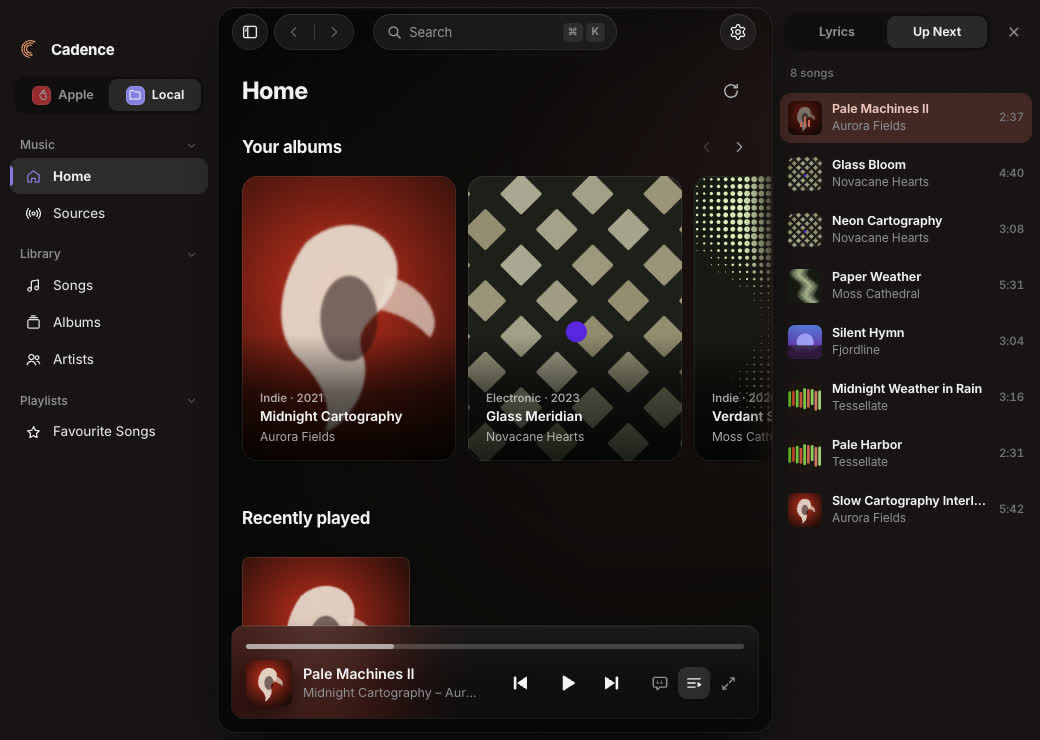 Cadence
Apple
Local
Music
Home
Sources
Library
Songs
Albums
Artists
Playlists
Favourite Songs
Search
⌘ K
Home
Your albums
Indie · 2021
Midnight Cartography
Aurora Fields
Electronic · 2023
Glass Meridian
Novacane Hearts
Indie · 202
Verdant S
Moss Cath
Recently played
Pale Machines II
Midnight Cartography – Aur...
Lyrics
Up Next
8 songs
Pale Machines II
Aurora Fields
2:37
Glass Bloom
Novacane Hearts
4:40
Neon Cartography
Novacane Hearts
3:08
Paper Weather
Moss Cathedral
5:31
Silent Hymn
Fjordline
3:04
Midnight Weather in Rain
Tessellate
3:16
Pale Harbor
Tessellate
2:31
Slow Cartography Interl...
Aurora Fields
5:42